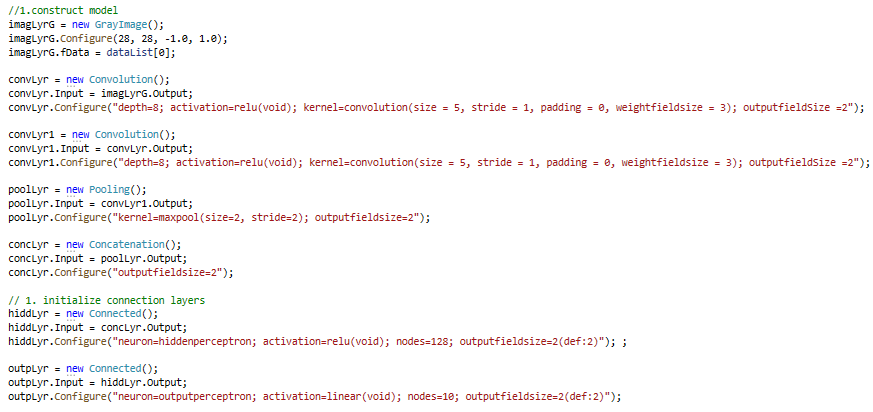 //1.construct model
imagLyrG = new GrayImage();
imagLyrG.Configure(28, 28, -1.0, 1.0);
imagLyrG.fData = dataList[0];
convLyr = new Convolution();
convLyr.Input = imagLyrG.Output;
convLyr.Configure("depth=8; activation=relu(void); kernel=convolution(size = 5, stride = 1, padding = 0, weightfieldsize = 3); outputfieldSize =2");
convLyr1 = new Convolution();
convLyr1.Input = convLyr.Output;
convLyr1.Configure("depth=8; activation=relu(void); kernel=convolution(size = 5, stride = 1, padding = 0, weightfieldsize = 3); outputfieldSize =2");
poolLyr = new Pooling();
poolLyr.Input = convLyr1.Output;
poolLyr.Configure("kernel=maxpool(size=2, stride=2); outputfieldsize=2");
concLyr = new Concatenation();
concLyr.Input = poolLyr.Output;
concLyr.Configure("outputfieldsize=2");
// 1. initialize connection layers
hiddLyr = new Connected();
hiddLyr.Input = concLyr.Output;
hiddLyr.Configure("neuron=hiddenperceptron; activation=relu(void); nodes=128; outputfieldsize=2(def:2)"); ;
outpLyr = new Connected();
outpLyr.Input = hiddLyr.Output;
outpLyr.Configure("neuron=outputperceptron; activation=linear(void); nodes=10; outputfieldsize=2(def:2)");